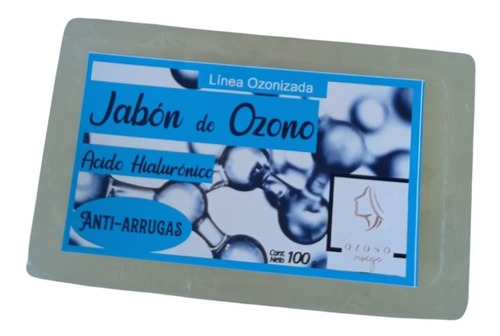 Línea Ozonizada
Jabón de Ozono
Acido Hialurónico
ANTI-ARRUGAS
Cont. Neto 100
OZONO